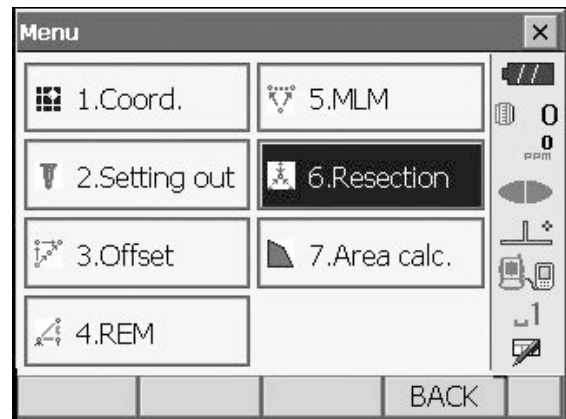 Menu
1.Coord.
5.MLM
2.Setting out
6.Resection
3.Offset
7.Area calc.
4.REM
0
0
PPM
1
BACK